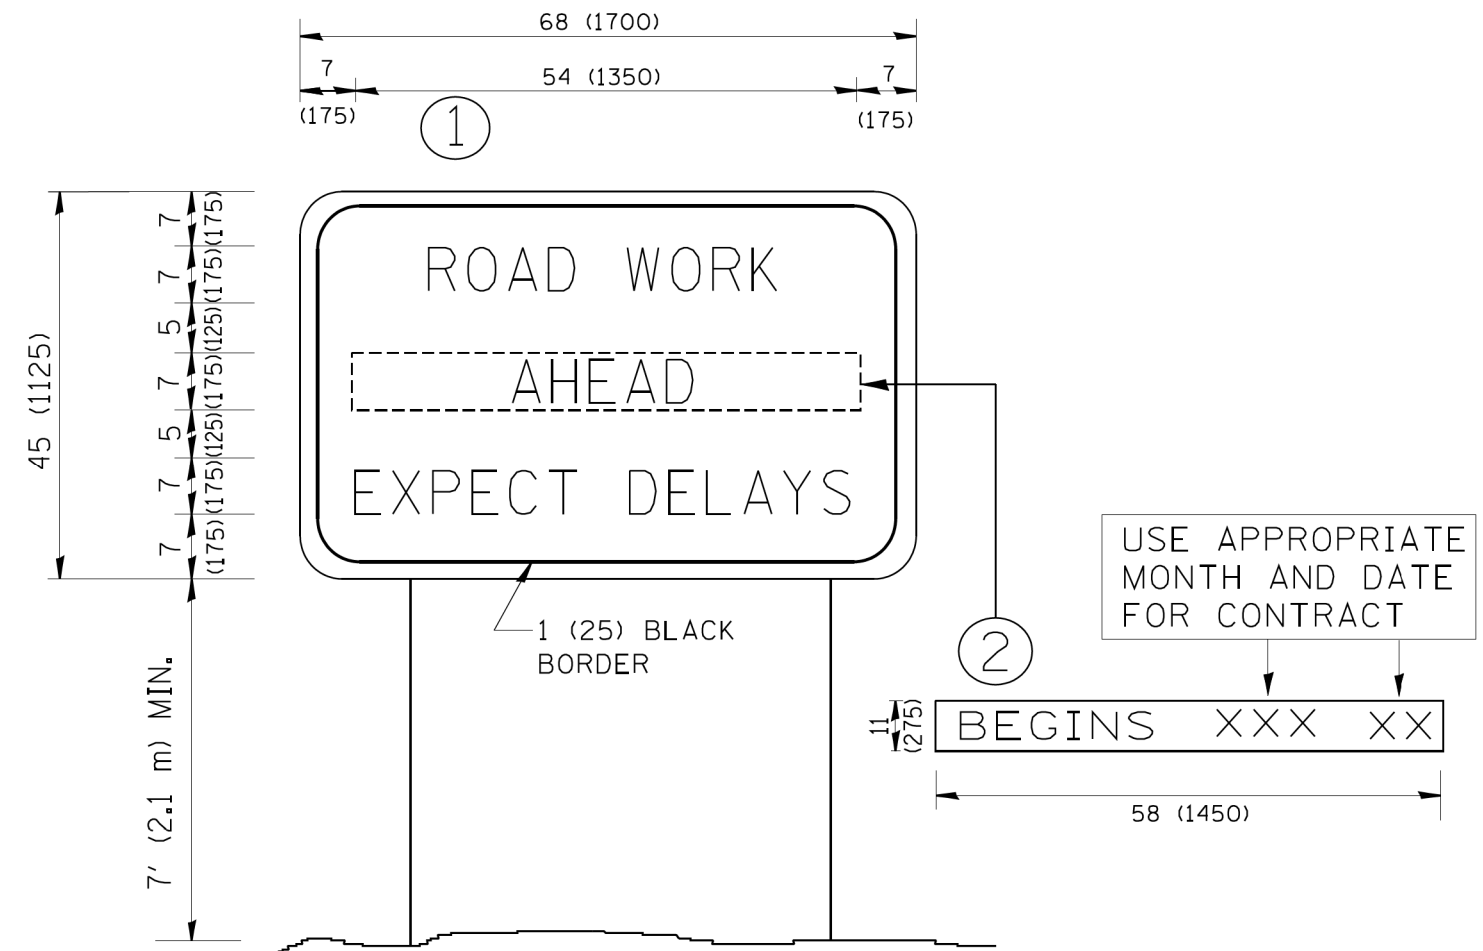 68 (1700)
7
54 (1350)
7
(175)
(175)
1
45 (1125)
7
(175)
7
(175)
5
(125)
7
(175)
5
(125)
7
(175)
7
(175)
7' (2.1 m) MIN.
ROAD WORK
AHEAD
EXPECT DELAYS
1 (25) BLACK
BORDER
USE APPROPRIATE
MONTH AND DATE
FOR CONTRACT
2
11
(275)
BEGINS XXX XX
58 (1450)